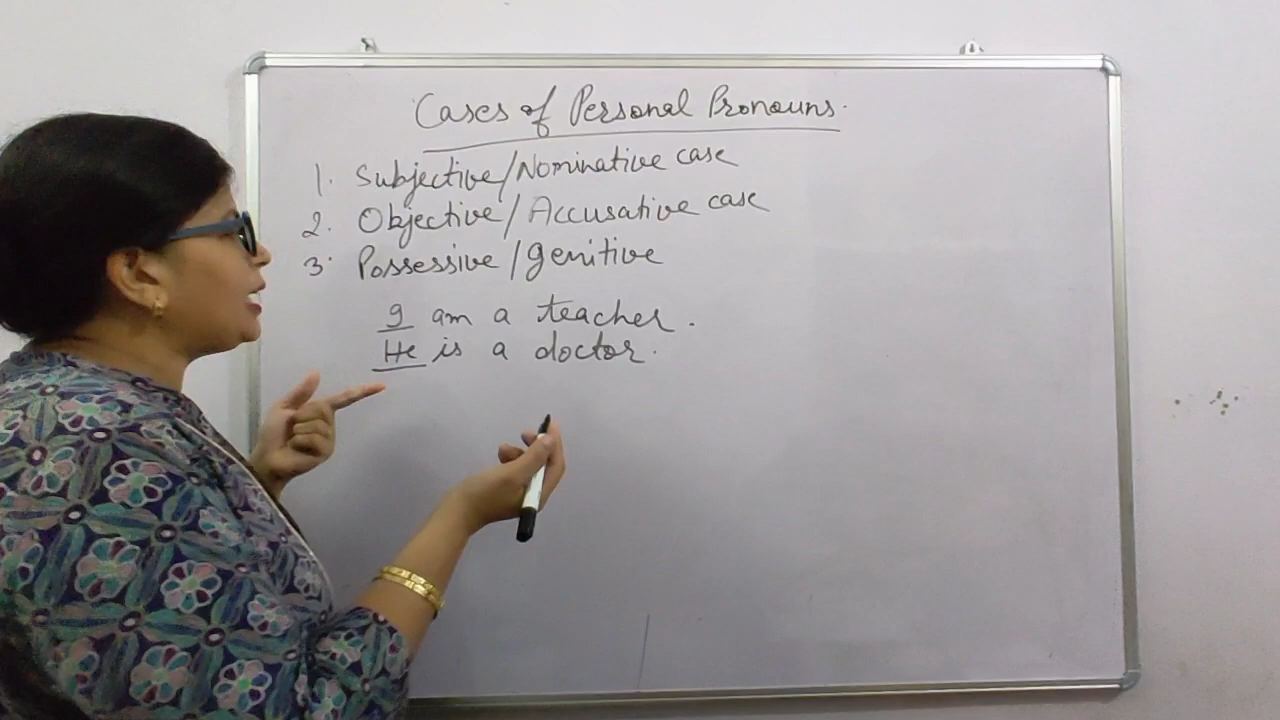 Cases of Personal Pronouns.
1. Subjective/Nominative case
2. Objective/Accusative case
3. Possessive/genitive
I am a teacher.
He is a doctor.